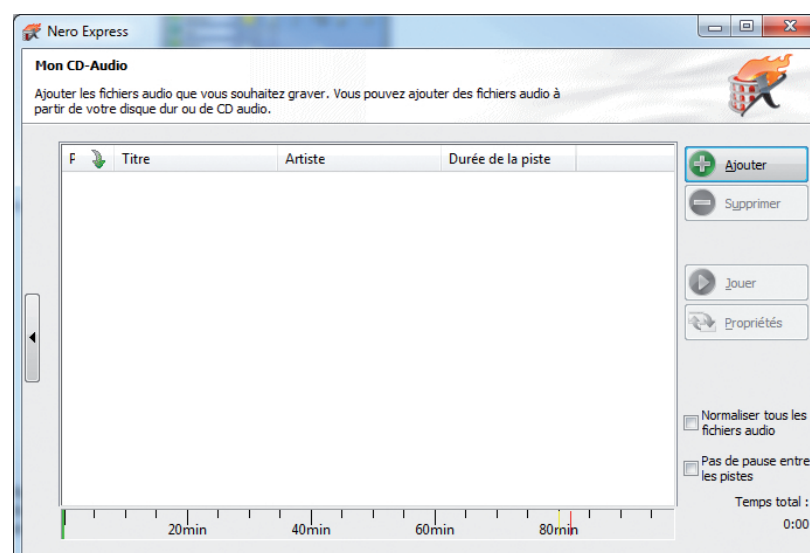 Nero Express
Mon CD-Audio
Ajouter les fichiers audio que vous souhaitez graver. Vous pouvez ajouter des fichiers audio à
partir de votre disque dur ou de CD audio.
P Titre Artiste Durée de la piste
Ajouter
Supprimer
Jouer
Propriétés
Normaliser tous les
fichiers audio
Pas de pause entre
les pistes
Temps total :
0:00
20min 40min 60min 80min